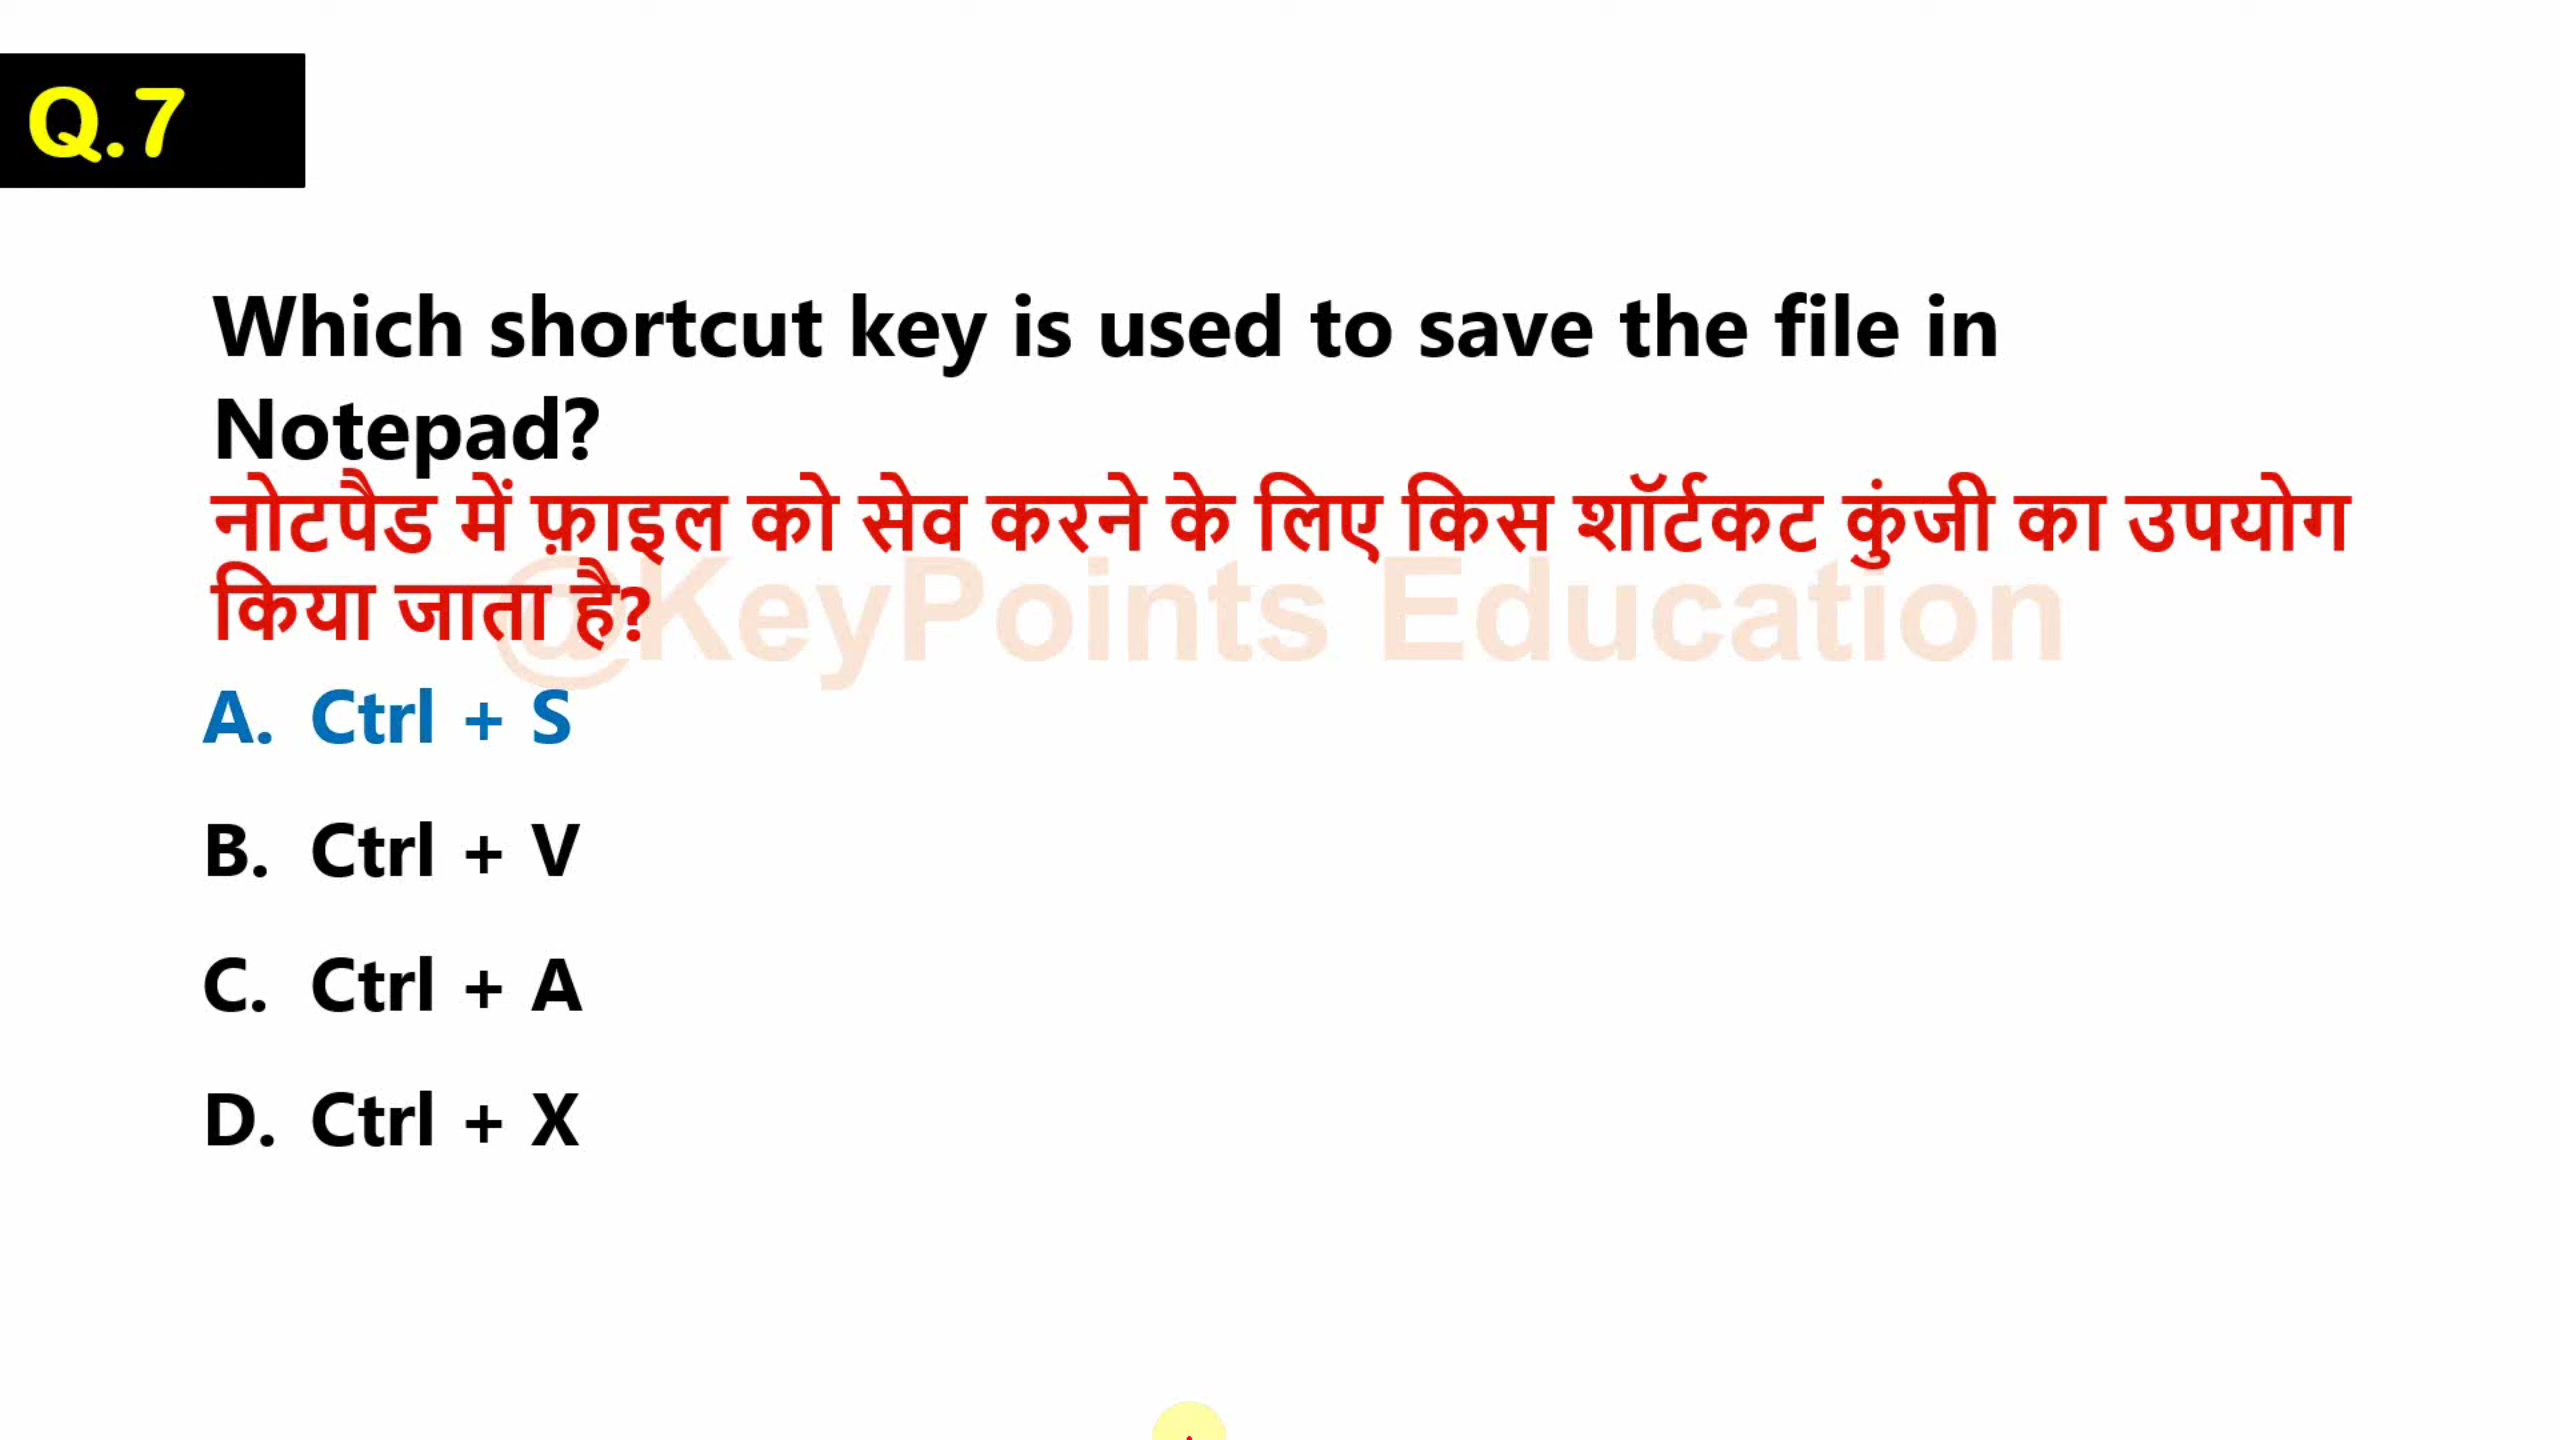 Q.7
Which shortcut key is used to save the file in
Notepad?
नोटपैड में फ़ाइल को सेव करने के लिए किस शॉर्टकट कुंजी का उपयोग
किया जाता है?
@KeyPoints Education
A. Ctrl + S
B. Ctrl + V
C. Ctrl + A
D. Ctrl + X